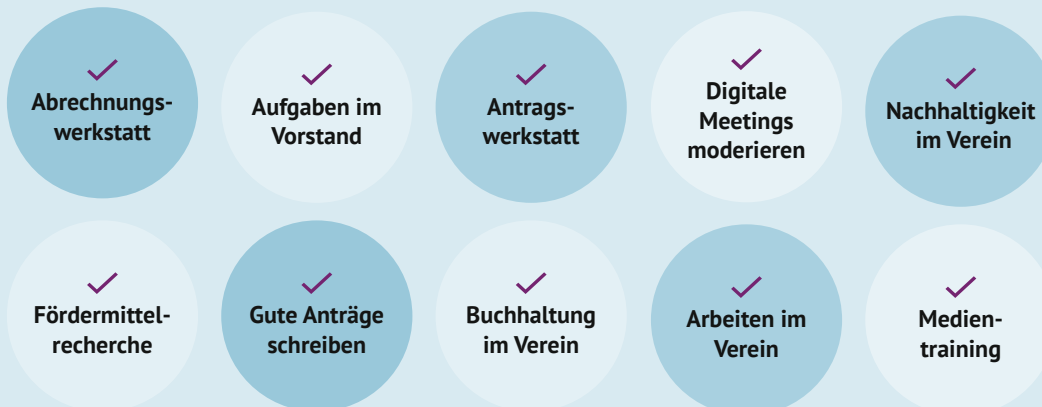 Abrechnungs-
werkstatt
Aufgaben im
Vorstand
Antrags-
werkstatt
Digitale
Meetings
moderieren
Nachhaltigkeit
im Verein
Fördermittel-
recherche
Gute Anträge
schreiben
Buchhaltung
im Verein
Arbeiten im
Verein
Medien-
training